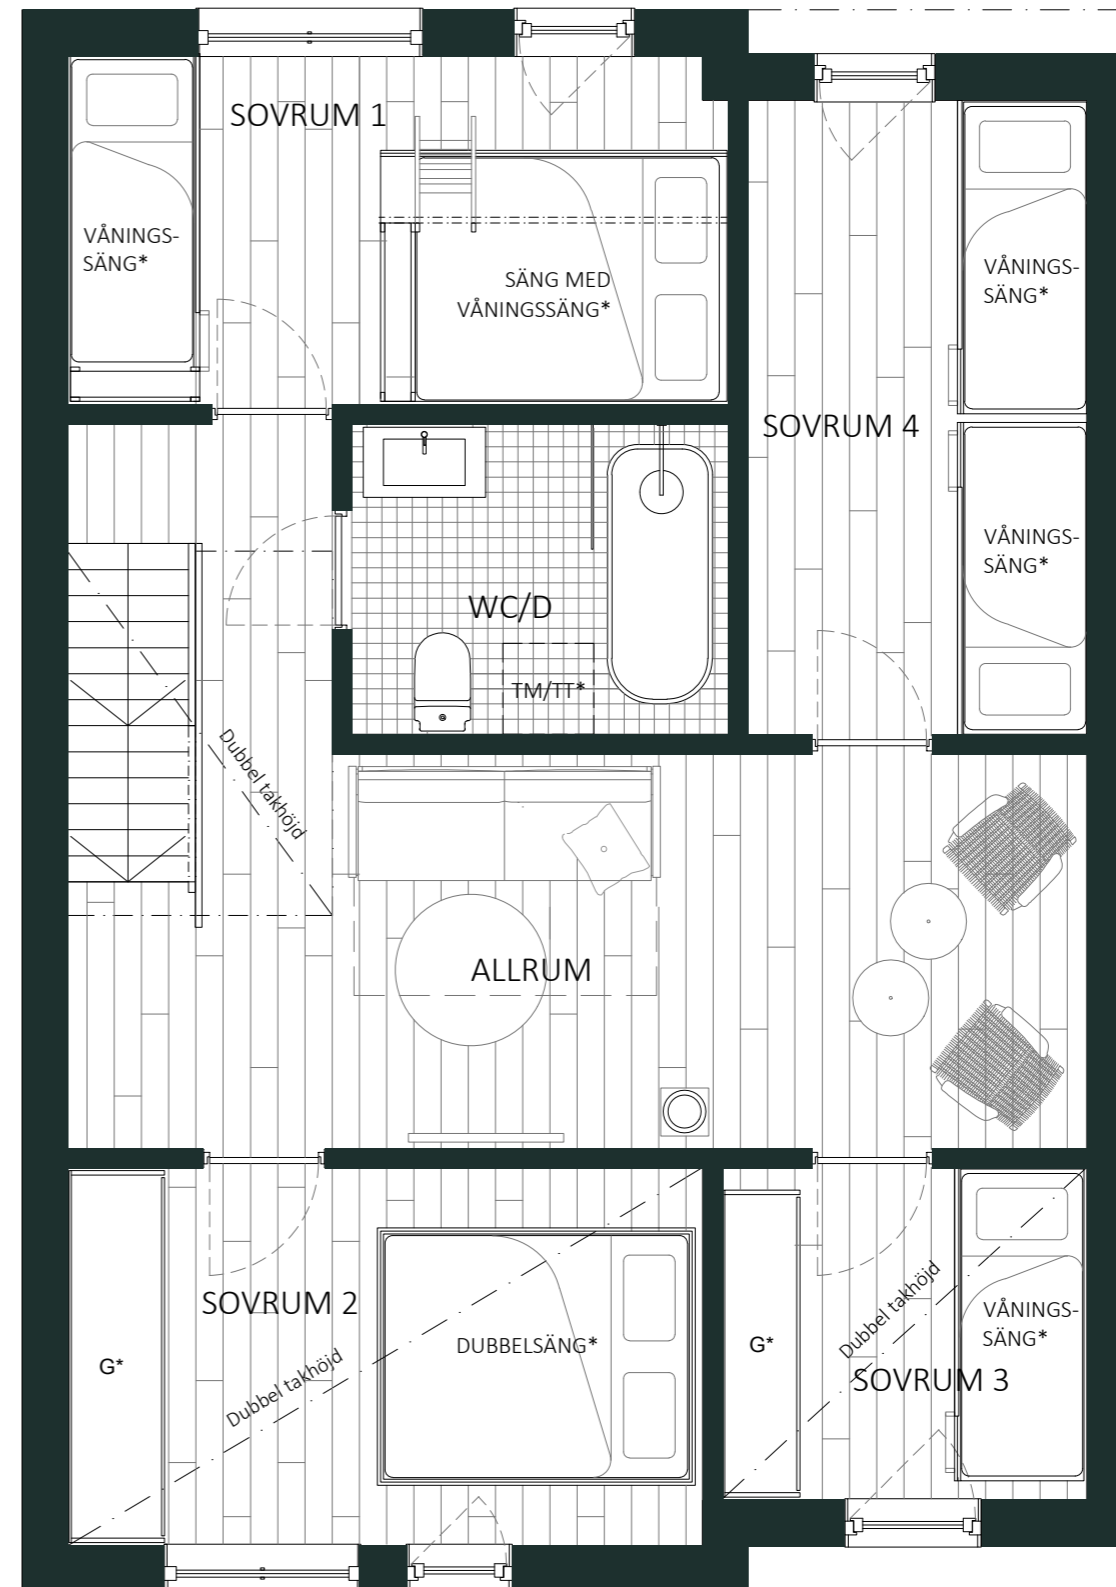 SOVRUM 1
VÅNINGS-
SÄNG*
SÄNG MED
VÅNINGSSÄNG*
VÅNINGS-
SÄNG*
SOVRUM 4
VÅNINGS-
SÄNG*
WC/D
TM/TT*
Dubbel takhöjd
ALLRUM
SOVRUM 2
G*
DUBBELSÄNG*
Dubbel takhöjd
G*
Dubbel takhöjd
VÅNINGS-
SÄNG*
SOVRUM 3